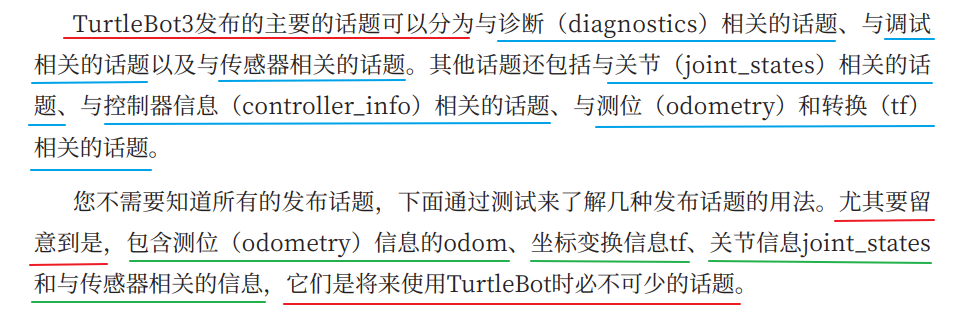 TurtleBot3发布的主要的话题可以分为与诊断（diagnostics）相关的话题、与调试
相关的话题以及与传感器相关的话题。其他话题还包括与关节（joint_states）相关的话
题、与控制器信息（controller_info）相关的话题、与测位（odometry）和转换（tf）
相关的话题。
您不需要知道所有的发布话题，下面通过测试来了解几种发布话题的用法。尤其要留
意到是，包含测位（odometry）信息的odom、坐标变换信息tf、关节信息joint_states
和与传感器相关的信息，它们是将来使用TurtleBot时必不可少的话题。